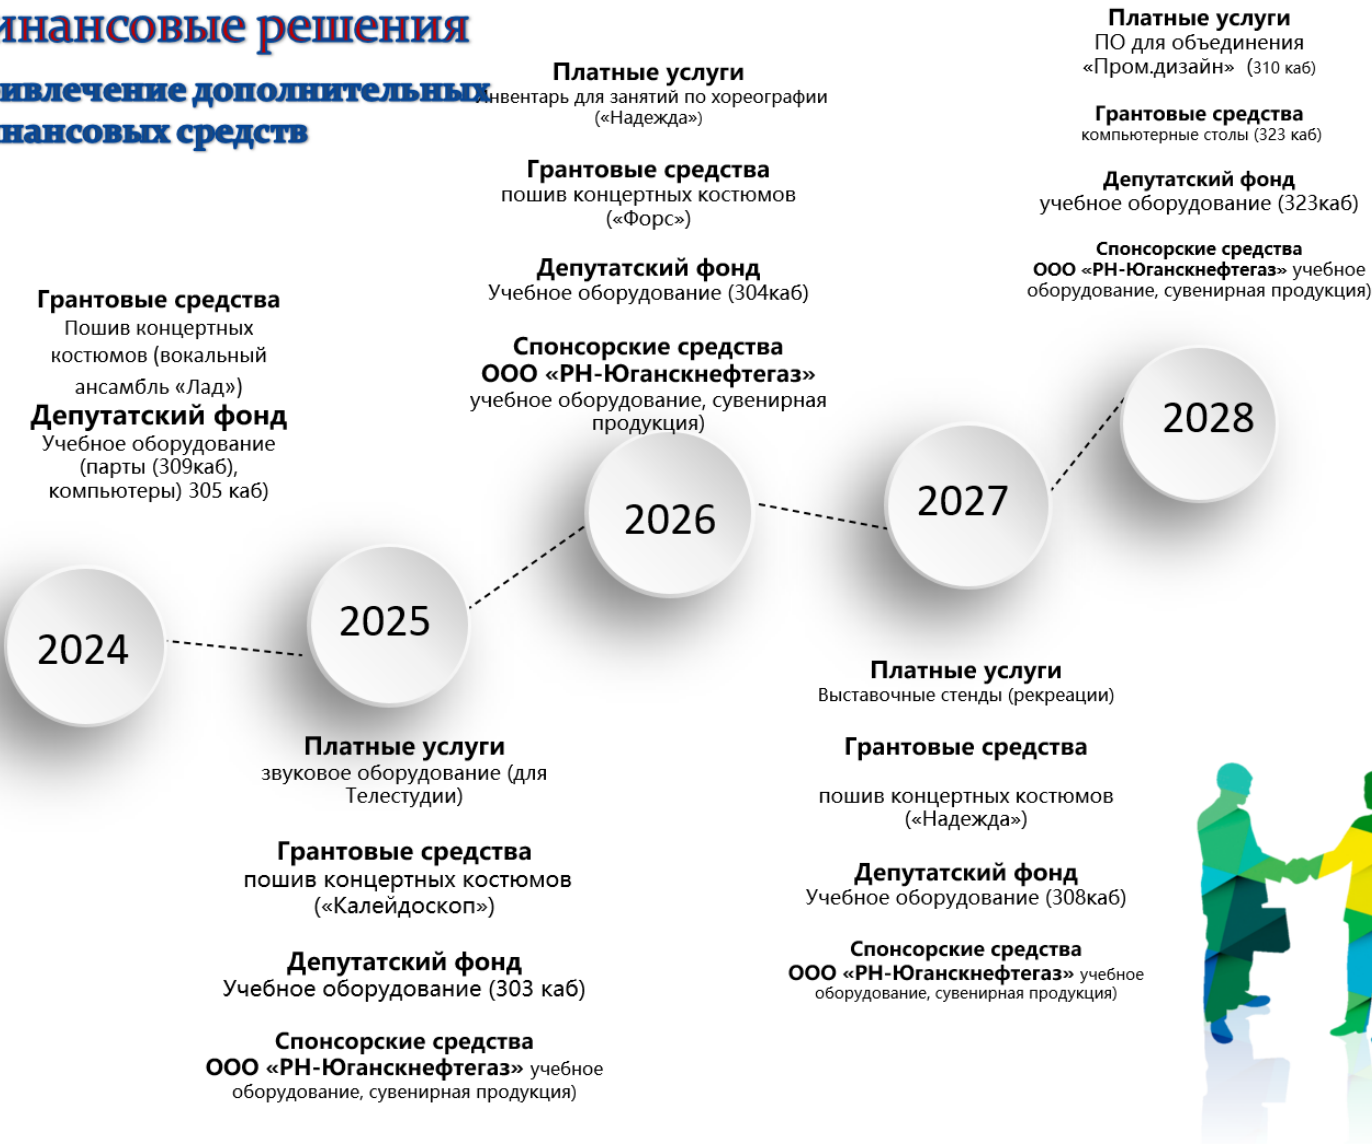 инансовые решения
ивлечение дополнительных
нансовых средств
Грантовые средства
Пошив концертных
костюмов (вокальный
ансамбль «Лад»)
Депутатский фонд
Учебное оборудование
(парты (309каб),
компьютеры) 305 каб)
2024
2025
Платные услуги
звуковое оборудование (для
Телестудии)
Грантовые средства
пошив концертных костюмов
(«Калейдоскоп»)
Депутатский фонд
Учебное оборудование (303 каб)
Спонсорские средства
ООО «РН-Юганскнефтегаз» учебное
оборудование, сувенирная продукция)
Платные услуги
Инвентарь для занятий по хореографии
(«Надежда»)
Грантовые средства
пошив концертных костюмов
(«Форс»)
Депутатский фонд
Учебное оборудование (304каб)
Спонсорские средства
ООО «РН-Юганскнефтегаз»
учебное оборудование, сувенирная
продукция)
2026
2027
Платные услуги
Выставочные стенды (рекреации)
Грантовые средства
пошив концертных костюмов
(«Надежда»)
Депутатский фонд
Учебное оборудование (308каб)
Спонсорские средства
ООО «РН-Юганскнефтегаз» учебное
оборудование, сувенирная продукция)
Платные услуги
ПО для объединения
«Пром.дизайн» (310 каб)
Грантовые средства
компьютерные столы (323 каб)
Депутатский фонд
учебное оборудование (323каб)
Спонсорские средства
ООО «РН-Юганскнефтегаз» учебное
оборудование, сувенирная продукция)
2028